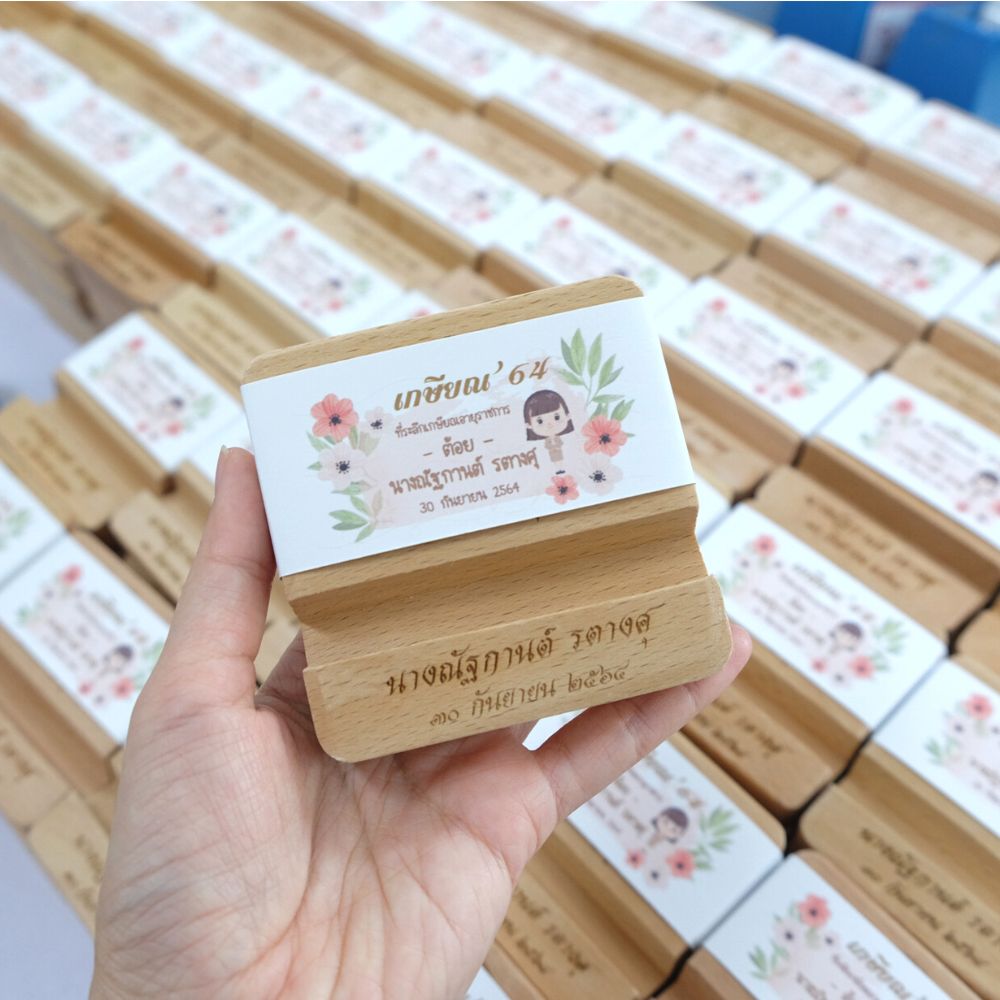 เกษียณ' 64
ที่ระลึกเกษียณอายุราชการ
- ต้อย -
นางณัฐกานต์ รตางศุ
30 กันยายน 2564
นางณัฐกานต์ รตางศุ
๓๐ กันยายน ๒๕๖๔